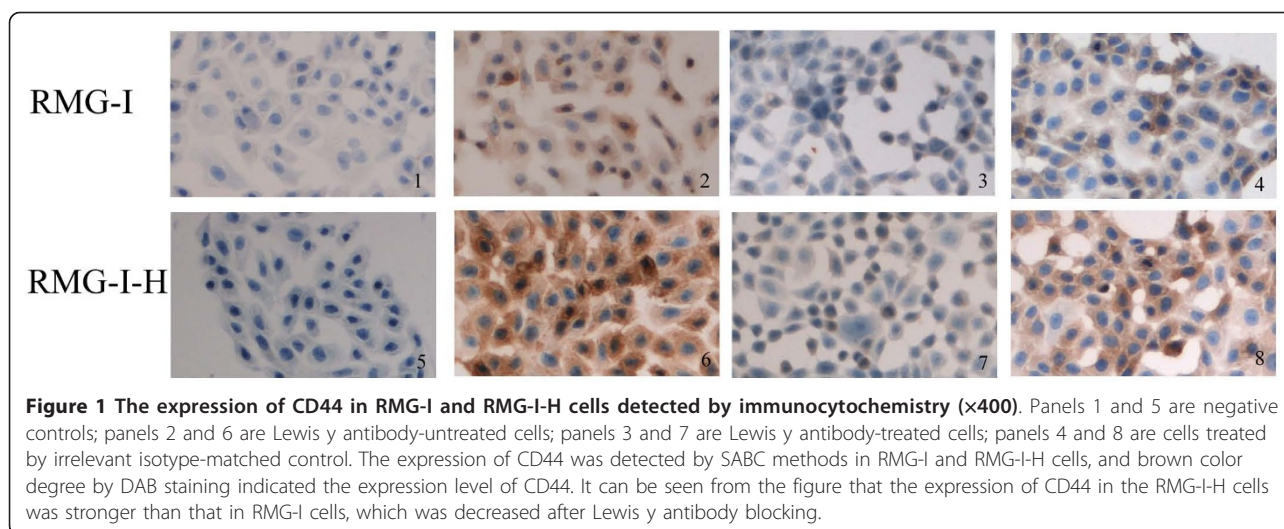 RMG-I
1
2
3
4
RMG-I-H
5
6
7
8
Figure 1 The expression of CD44 in RMG-I and RMG-I-H cells detected by immunocytochemistry (×400). Panels 1 and 5 are negative
controls; panels 2 and 6 are Lewis y antibody-untreated cells; panels 3 and 7 are Lewis y antibody-treated cells; panels 4 and 8 are cells treated
by irrelevant isotype-matched control. The expression of CD44 was detected by SABC methods in RMG-I and RMG-I-H cells, and brown color
degree by DAB staining indicated the expression level of CD44. It can be seen from the figure that the expression of CD44 in the RMG-I-H cells
was stronger than that in RMG-I cells, which was decreased after Lewis y antibody blocking.